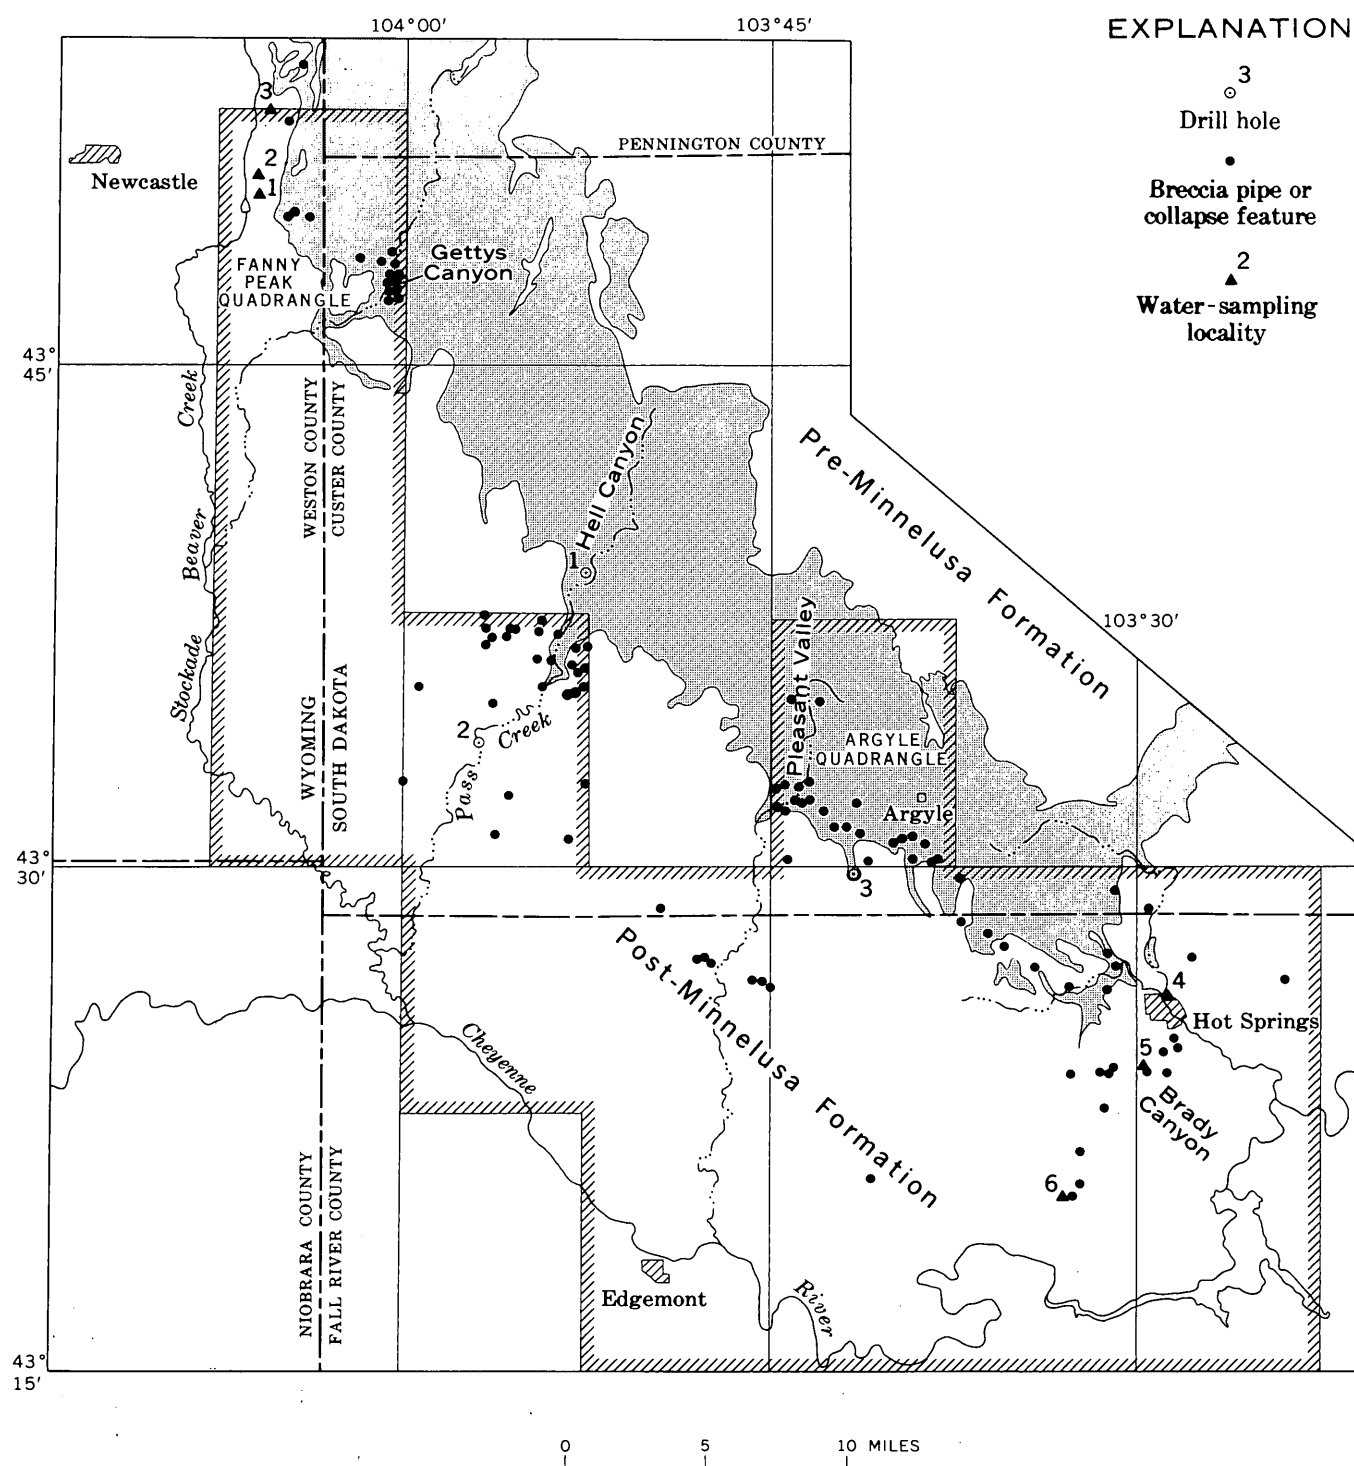 104°00′
103°45′
EXPLANATION
3
Drill hole
Breccia pipe or
collapse feature
2
Water-sampling
locality
3
PENNINGTON COUNTY
2
Newcastle
1
Gettys
Canyon
FANNY
PEAK
QUADRANGLE
43°
45′
Creek
Beaver
Stockade
WESTON COUNTY
CUSTER COUNTY
Hell Canyon
1
Pre-Minnelusa Formation
103°30′
Pleasant Valley
WYOMING
SOUTH DAKOTA
2
Creek
Pass
ARGYLE
QUADRANGLE
Argyle
43°
30′
3
Post-Minnelusa Formation
4
Hot Springs
Cheyenne
5
Brady
Canyon
6
NIOBRARA COUNTY
FALL RIVER COUNTY
Edgemont
River
43°
15′
0 5 10 MILES